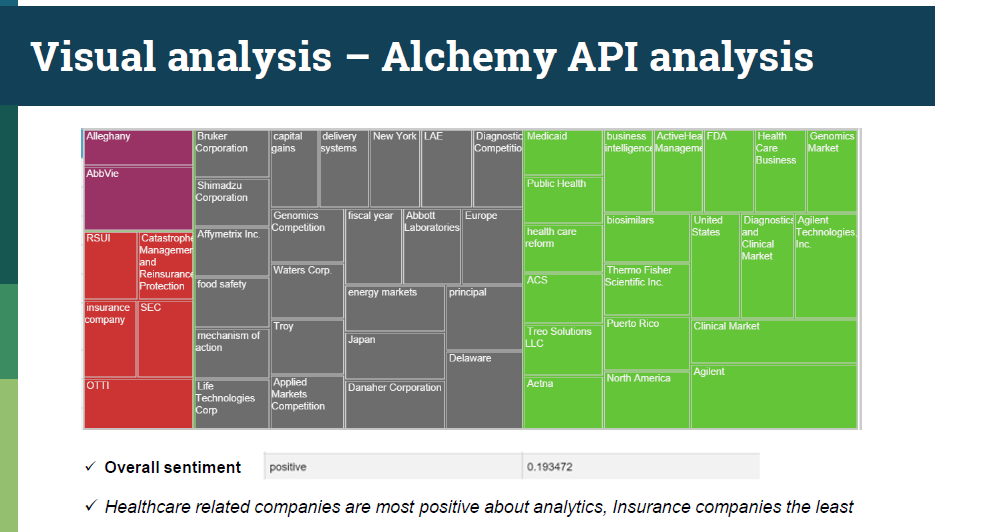 Visual analysis – Alchemy API analysis
Alleghany
AbbVie
RSUI
Catastrophe
Managemen
and
Reinsurance
Protection
insurance
company
SEC
OTTI
Bruker
Corporation
Shimadzu
Corporation
Affymetrix Inc.
food safety
mechanism of
action
Life
Technologies
Corp
capital
gains
delivery
systems
New York
LAE
Diagnostic
Competitio
Genomics
Competition
fiscal year
Abbott
Laboratories
Europe
Waters Corp.
energy markets
principal
Troy
Japan
Delaware
Applied
Markets
Competition
Danaher Corporation
Medicaid
Public Health
health care
reform
ACS
Treo Solutions
LLC
Aetna
business
intelligence
ActiveHea
Manageme
FDA
Health
Care
Business
Genomics
Market
biosimilars
United
States
Diagnostics
and
Clinical
Market
Agilent
Technologies,
Inc.
Thermo Fisher
Scientific Inc.
Puerto Rico
Clinical Market
North America
Agilent
✓ Overall sentiment
positive 0.193472
✓ Healthcare related companies are most positive about analytics, Insurance companies the least